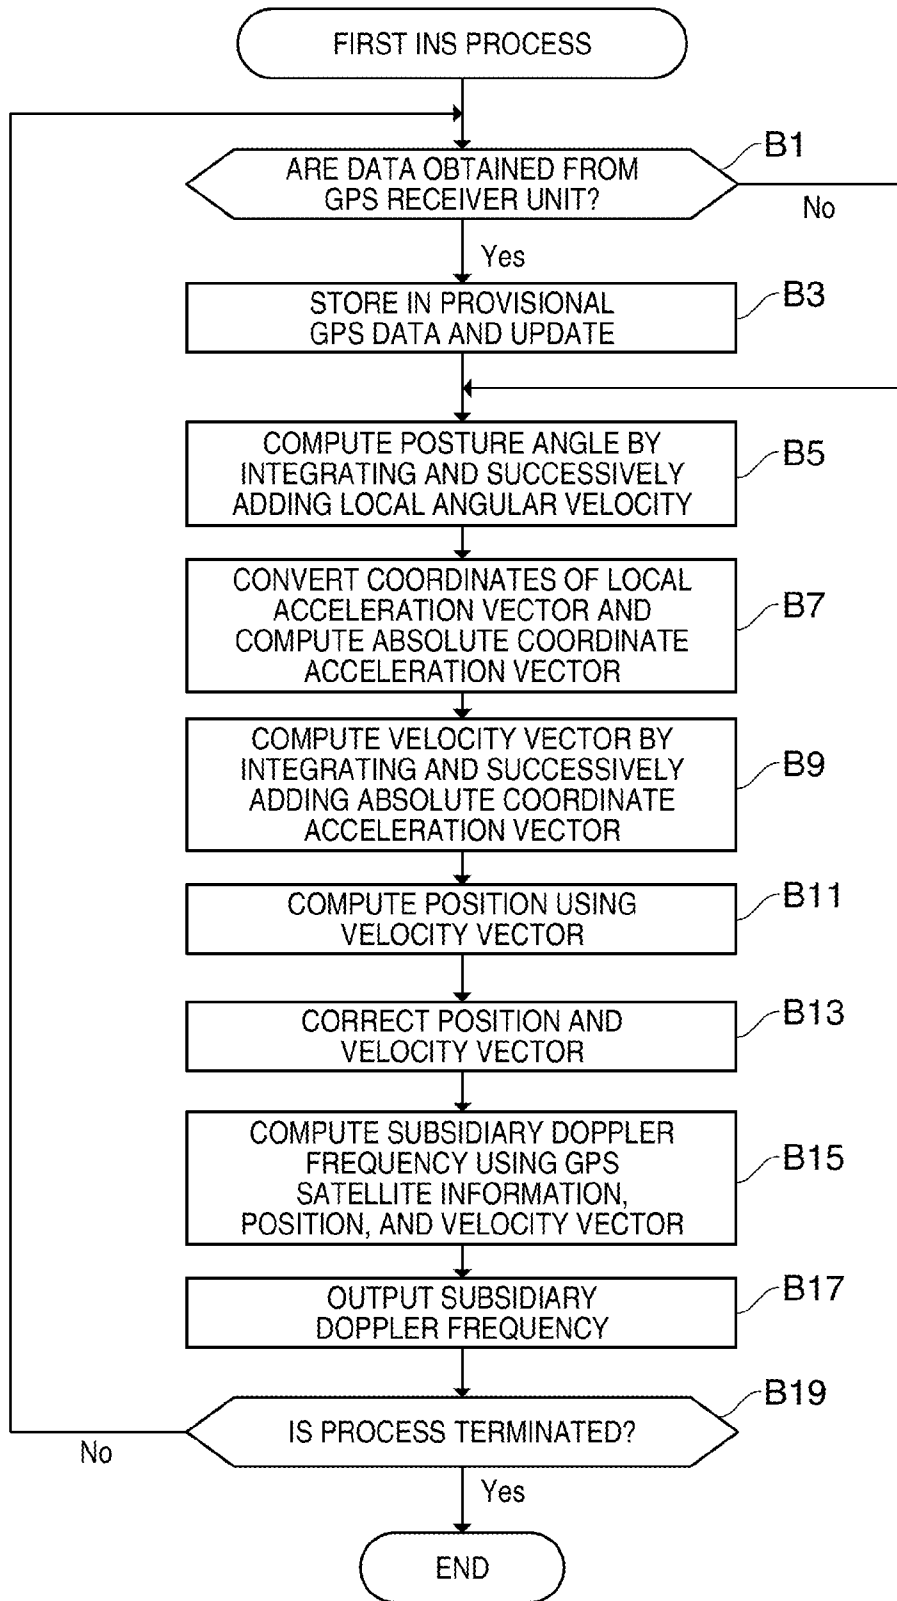 FIRST INS PROCESS
B1
ARE DATA OBTAINED FROM
GPS RECEIVER UNIT?
No
Yes
B3
STORE IN PROVISIONAL
GPS DATA AND UPDATE
B5
COMPUTE POSTURE ANGLE BY
INTEGRATING AND SUCCESSIVELY
ADDING LOCAL ANGULAR VELOCITY
B7
CONVERT COORDINATES OF LOCAL
ACCELERATION VECTOR AND
COMPUTE ABSOLUTE COORDINATE
ACCELERATION VECTOR
B9
COMPUTE VELOCITY VECTOR BY
INTEGRATING AND SUCCESSIVELY
ADDING ABSOLUTE COORDINATE
ACCELERATION VECTOR
B11
COMPUTE POSITION USING
VELOCITY VECTOR
B13
CORRECT POSITION AND
VELOCITY VECTOR
B15
COMPUTE SUBSIDIARY DOPPLER
FREQUENCY USING GPS
SATELLITE INFORMATION,
POSITION, AND VELOCITY VECTOR
B17
OUTPUT SUBSIDIARY
DOPPLER FREQUENCY
B19
IS PROCESS TERMINATED?
No
Yes
END